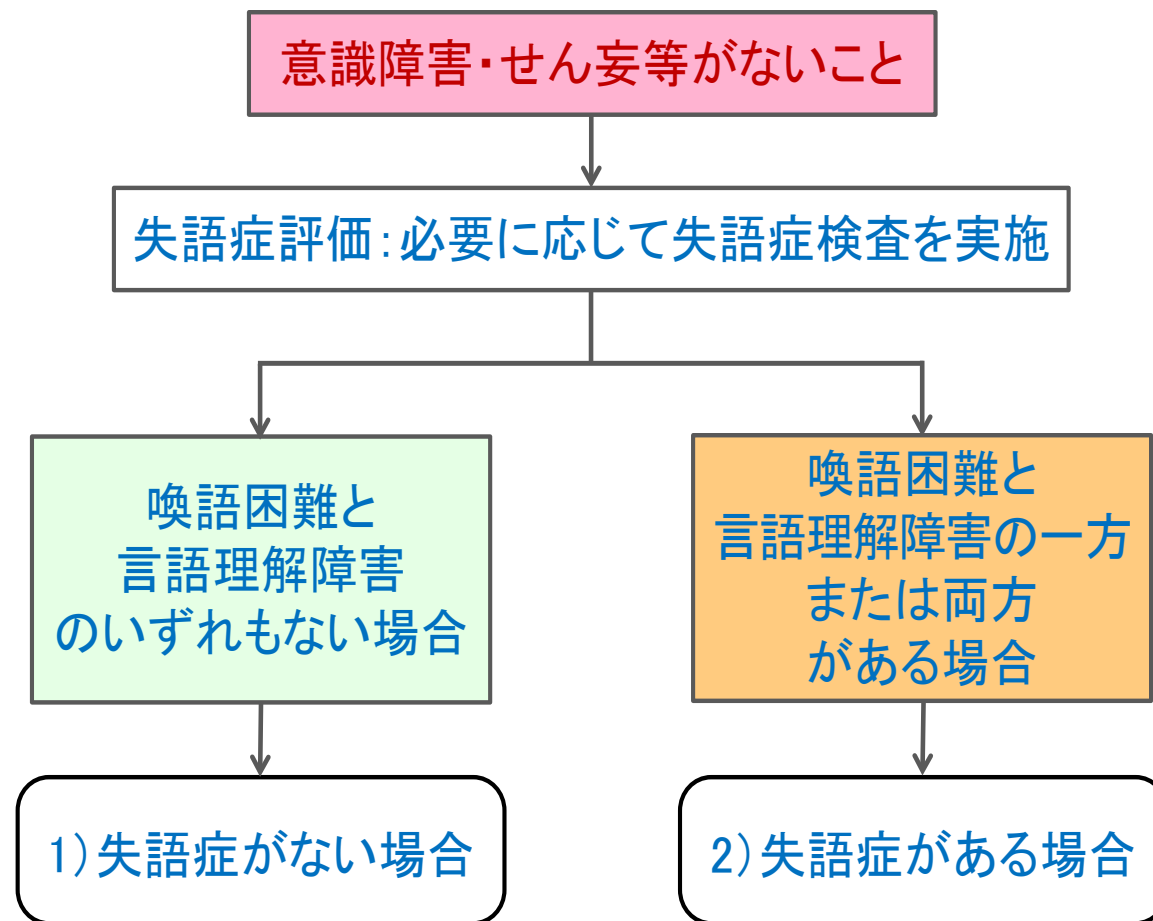 意識障害・せん妄等がないこと
失語症評価：必要に応じて失語症検査を実施
喚語困難と
言語理解障害
のいずれもない場合
喚語困難と
言語理解障害の一方
または両方
がある場合
1）失語症がない場合
2）失語症がある場合